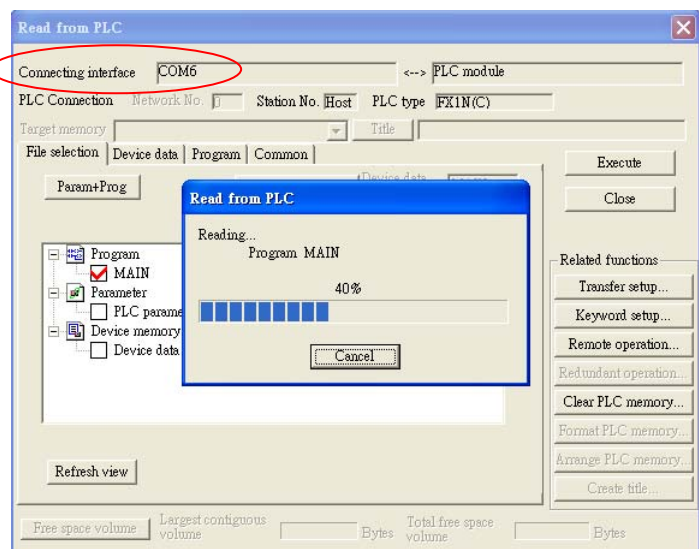 Read from PLC
Connecting interface COM6 <--> PLC module
PLC Connection Network No. 0 Station No. Host PLC type FX1N(C)
Target memory Title
File selection Device data Program Common
Param+Prog Device data
Execute
Close
Read from PLC
Reading...
Program MAIN
40%
Cancel
Program
MAIN
Parameter
PLC parame
Device memory
Device data
Refresh view
Related functions
Transfer setup...
Keyword setup...
Remote operation...
Redundant operation...
Clear PLC memory...
Format PLC memory...
Arrange PLC memory...
Create title...
Free space volume Largest contiguous volume Bytes Total free space volume Bytes